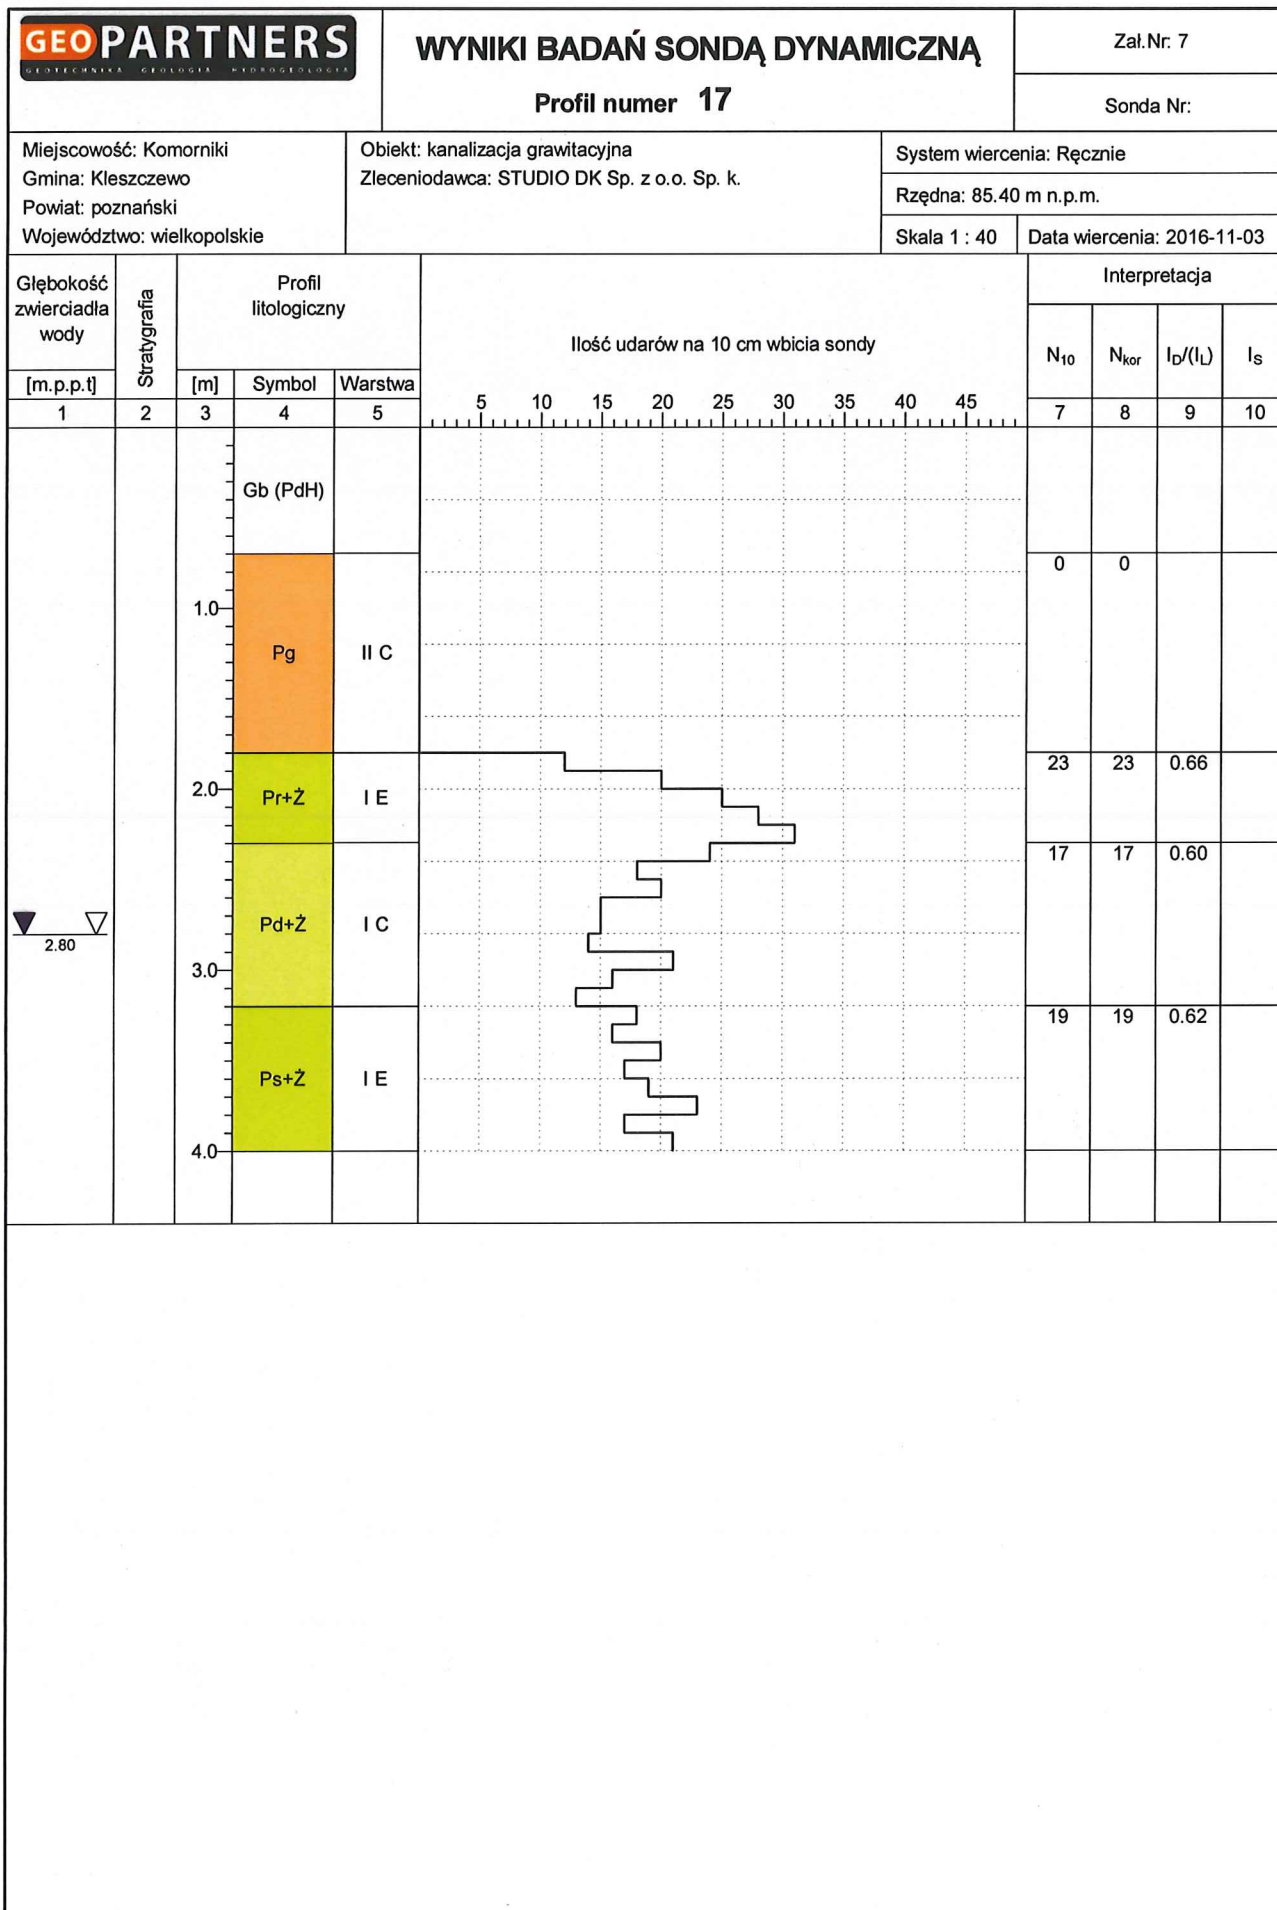 GEOPARTNERS
GEOTECHNIKA GEOLOGIA HYDROGEOLOGIA
WYNIKI BADAŃ SONDĄ DYNAMICZNĄ
Profil numer 17
Zał.Nr: 7
Sonda Nr:
Miejscowość: Komorniki
Gmina: Kleszczewo
Powiat: poznański
Województwo: wielkopolskie
Obiekt: kanalizacja grawitacyjna
Zleceniodawca: STUDIO DK Sp. z o.o. Sp. k.
System wiercenia: Ręcznie
Rzędna: 85.40 m n.p.m.
Skala 1 : 40
Data wiercenia: 2016-11-03
Głębokość
zwierciadła
wody
[m.p.p.t]
Stratygrafia
Profil
litologiczny
[m] Symbol Warstwa
Ilość udarów na 10 cm wbicia sondy
5 10 15 20 25 30 35 40 45
Interpretacja
N10 Nkor ID/(IL) IS
1 2 3 4 5 7 8 9 10
Gb (PdH)
0 0
1.0
Pg II C
23 23 0.66
2.0 Pr+Ż I E
17 17 0.60
Pd+Ż I C
2.80
3.0
19 19 0.62
Ps+Ż I E
4.0